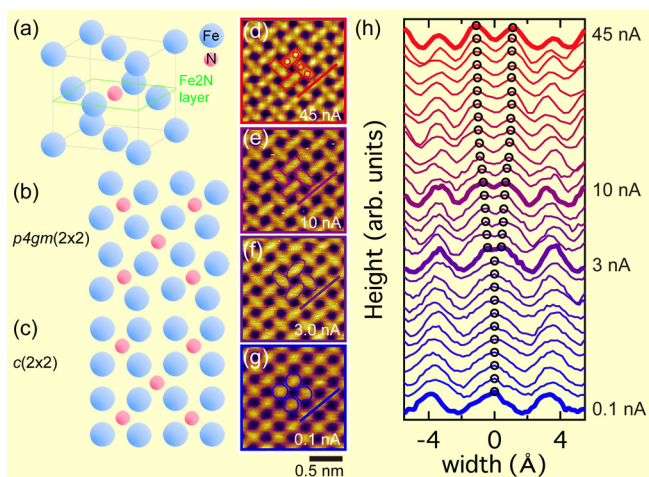 (a)
Fe
N
Fe2N
layer
(b)
p4gm(2x2)
(c)
c(2x2)
(d)
45 nA
(e)
10 nA
(f)
3.0 nA
(g)
0.1 nA
0.5 nm
(h)
Height (arb. units)
45 nA
10 nA
3 nA
0.1 nA
-4 0 4
width (Å)